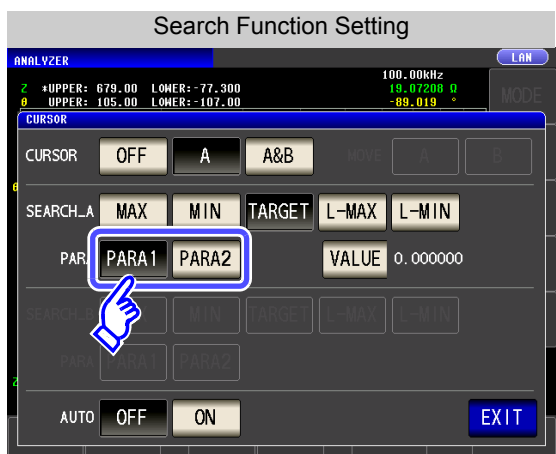 Search Function Setting
ANALYZER LAN
100.00kHz
Z *UPPER: 679.00 LOWER:-77.300 19.07208 Ω
θ UPPER: 105.00 LOWER:-107.00 -89.019 °
MODE
CURSOR
CURSOR OFF A A&B MOVE A B
SEARCH_A MAX MIN TARGET L-MAX L-MIN
PARA PARA1 PARA2 VALUE 0.000000
SEARCH_B MIN TARGET L-MAX L-MIN
PARA PARA1 PARA2
AUTO OFF ON EXIT